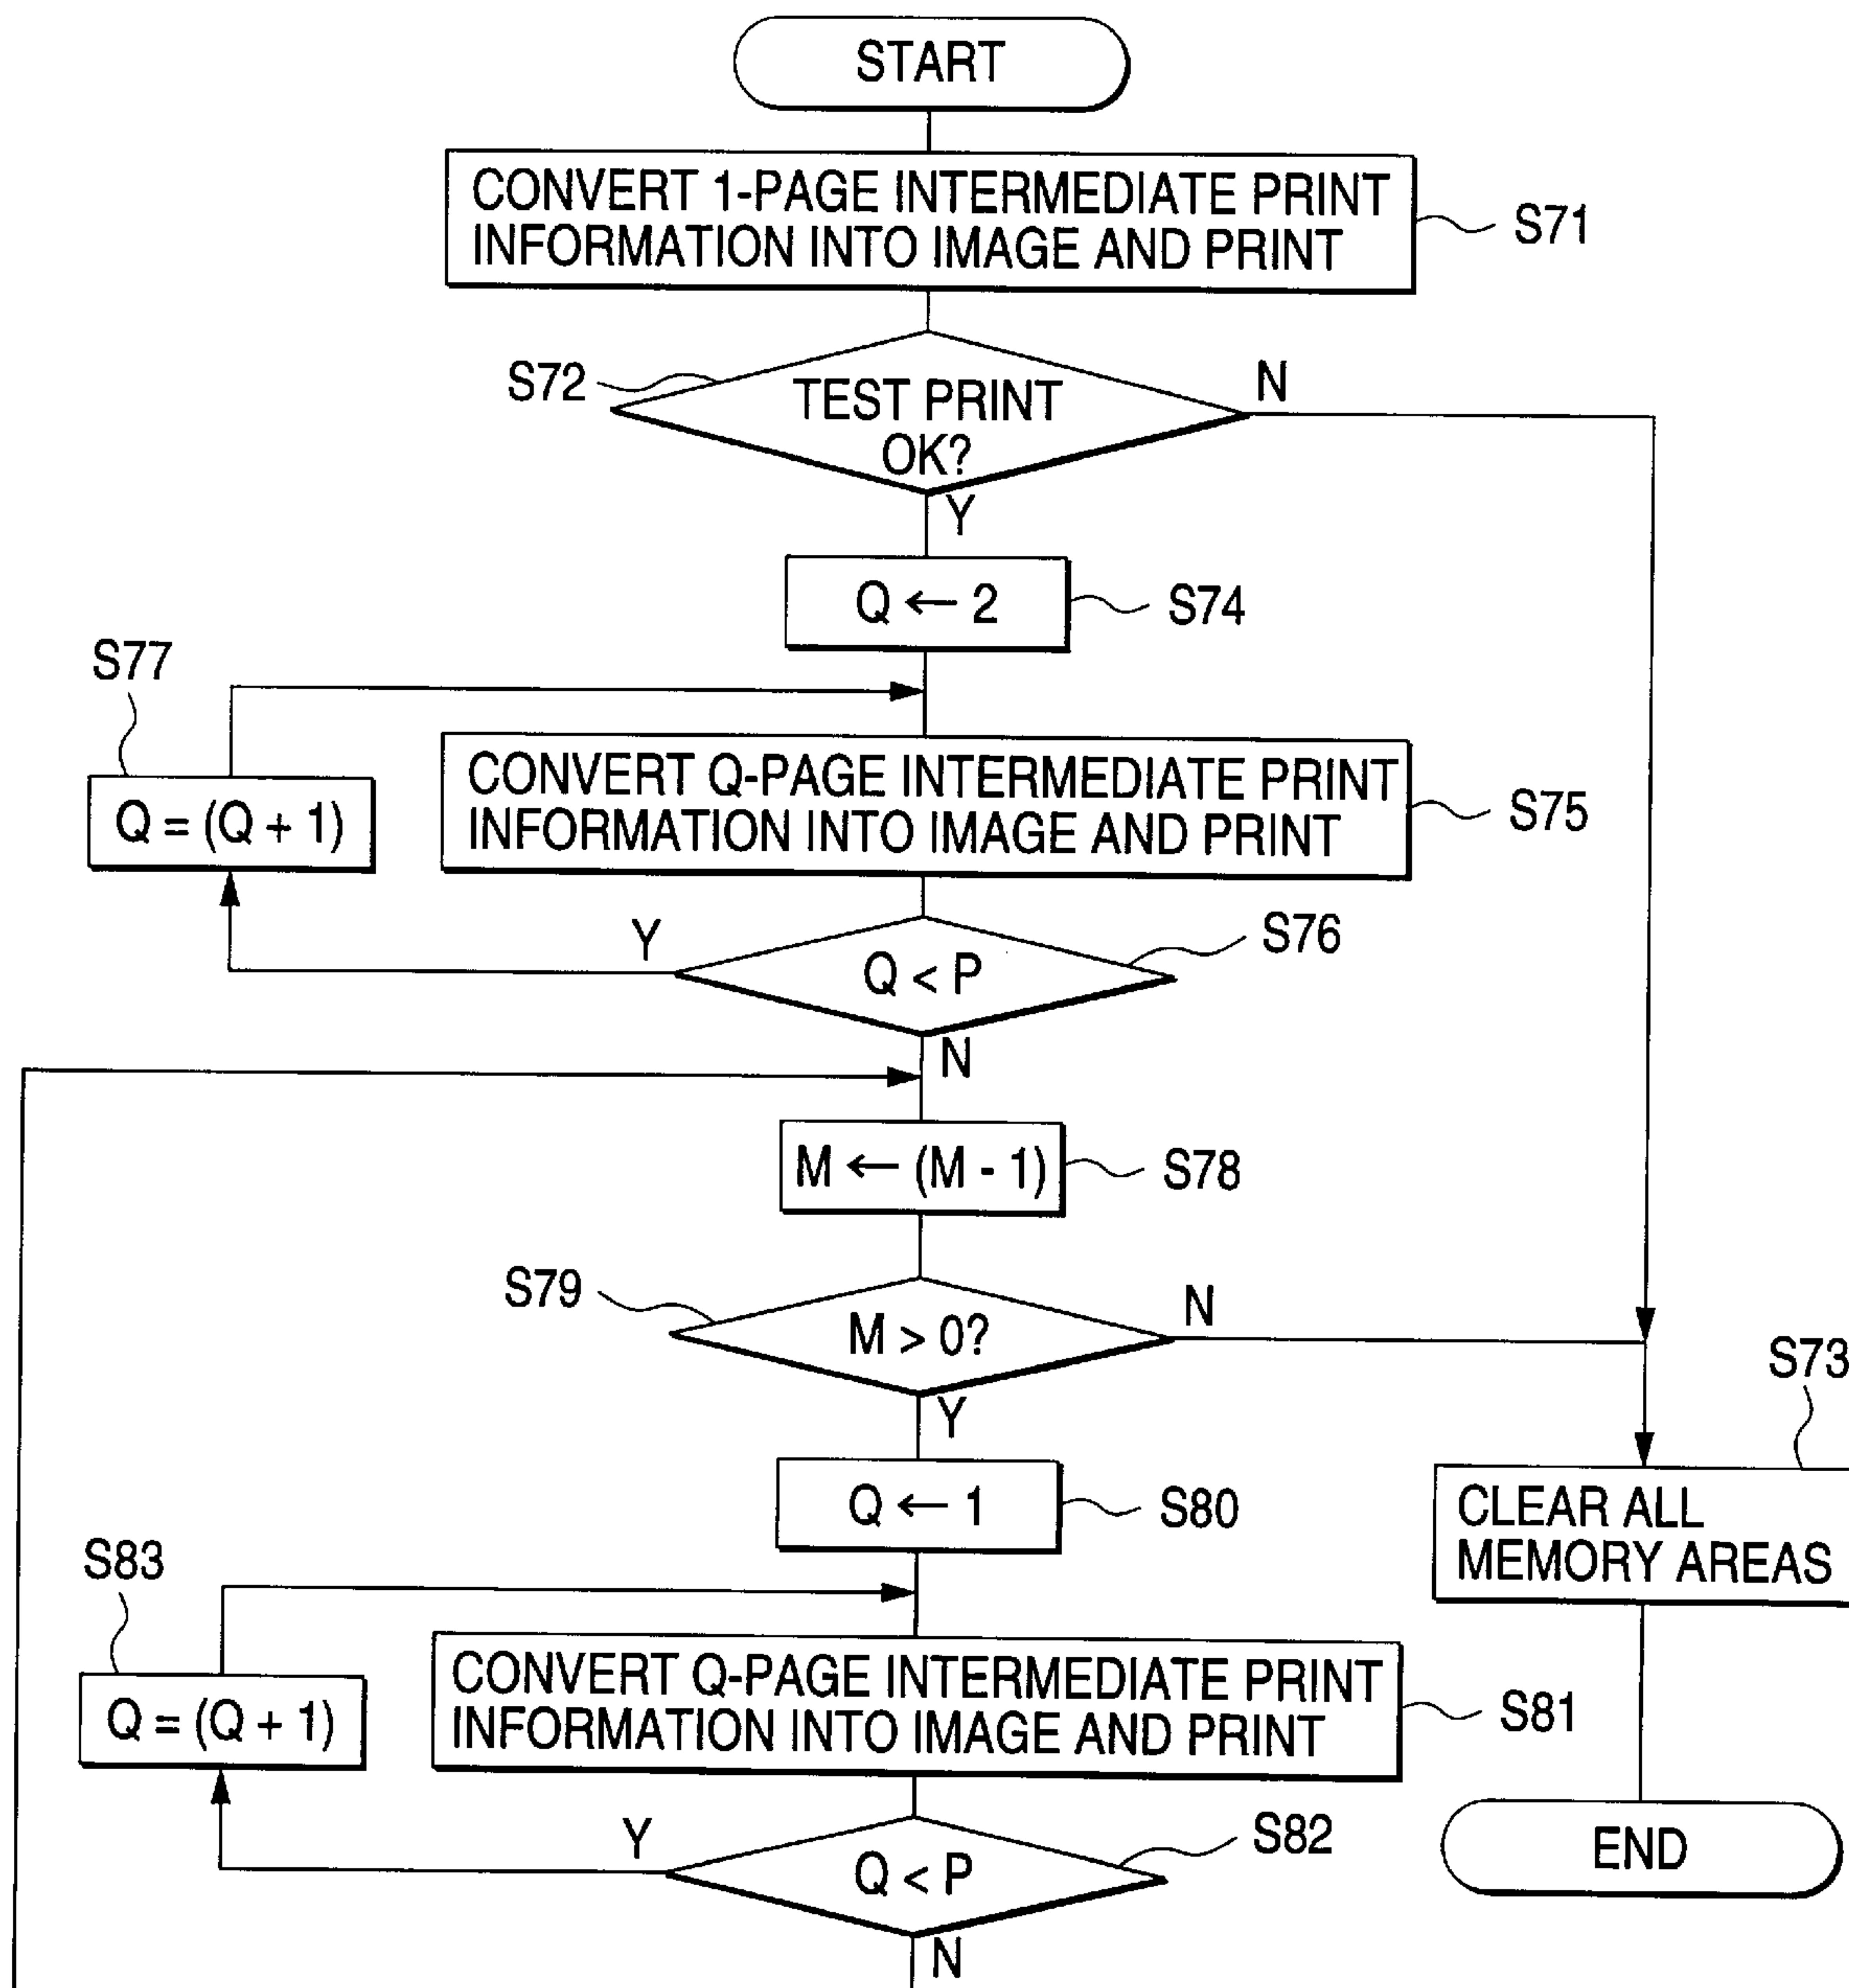 START
CONVERT 1-PAGE INTERMEDIATE PRINT
INFORMATION INTO IMAGE AND PRINT
S71
S72
TEST PRINT
OK?
N
Y
Q ← 2
S74
S77
Q = (Q + 1)
CONVERT Q-PAGE INTERMEDIATE PRINT
INFORMATION INTO IMAGE AND PRINT
S75
Y
Q < P
S76
N
M ← (M - 1)
S78
S79
M > 0?
N
Y
S73
CLEAR ALL
MEMORY AREAS
Q ← 1
S80
S83
Q = (Q + 1)
CONVERT Q-PAGE INTERMEDIATE PRINT
INFORMATION INTO IMAGE AND PRINT
S81
Y
Q < P
S82
N
END